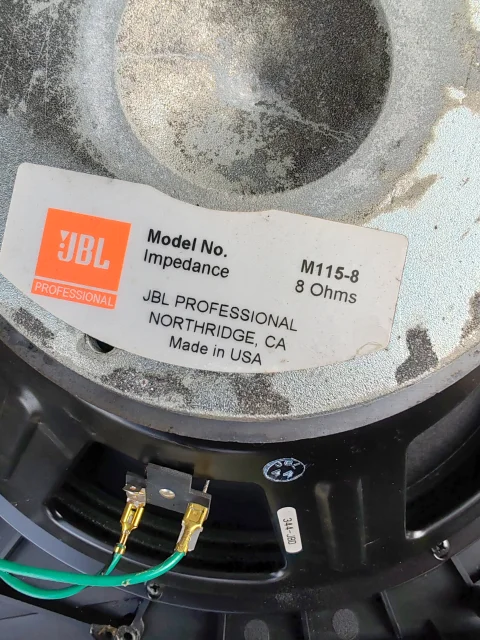 JBL
PROFESSIONAL
Model No. M115-8
Impedance 8 Ohms
JBL PROFESSIONAL
NORTHRIDGE, CA
Made in USA